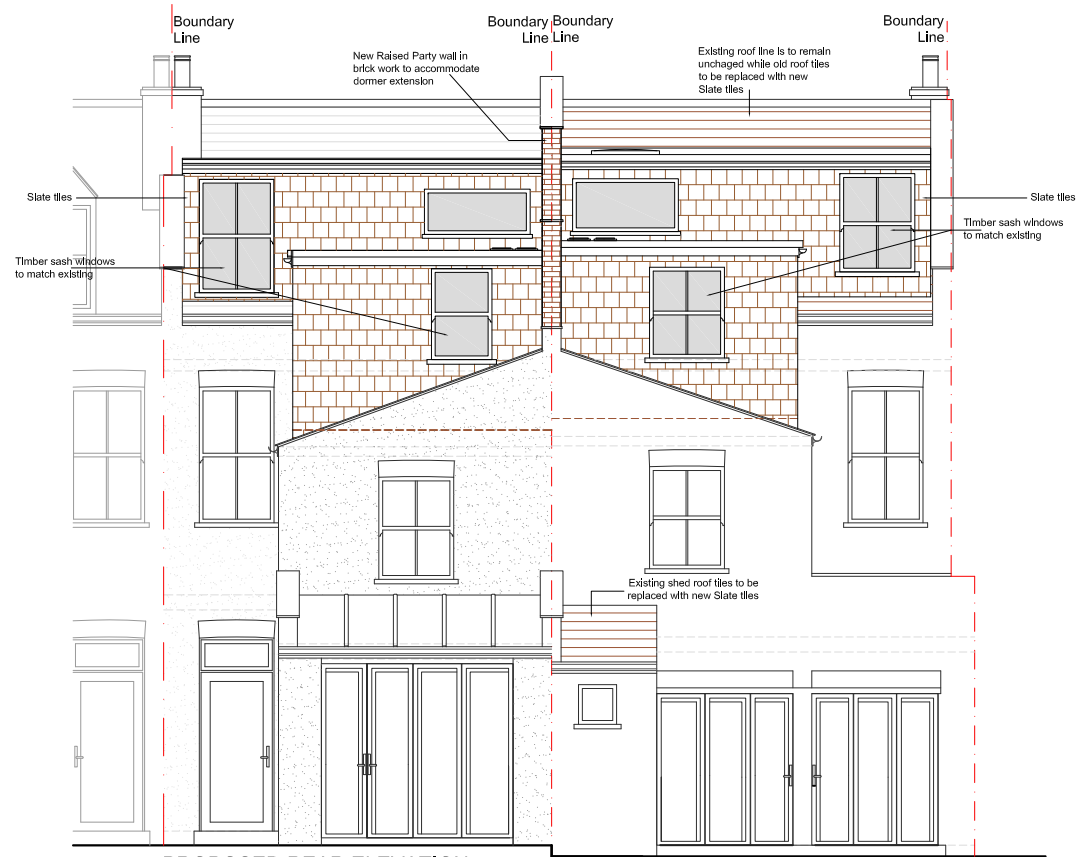 Boundary
Line
Boundary
Line
Boundary
Line
Boundary
Line
New Raised Party wall in
brick work to accommodate
dormer extension
Existing roof line is to remain
unchaged while old roof tiles
to be replaced with new
Slate tiles
Slate tiles
Timber sash windows
to match existing
Slate tiles
Timber sash windows
to match existing
Existing shed roof tiles to be
replaced with new Slate tiles
PROPOSED REAR ELEVATION